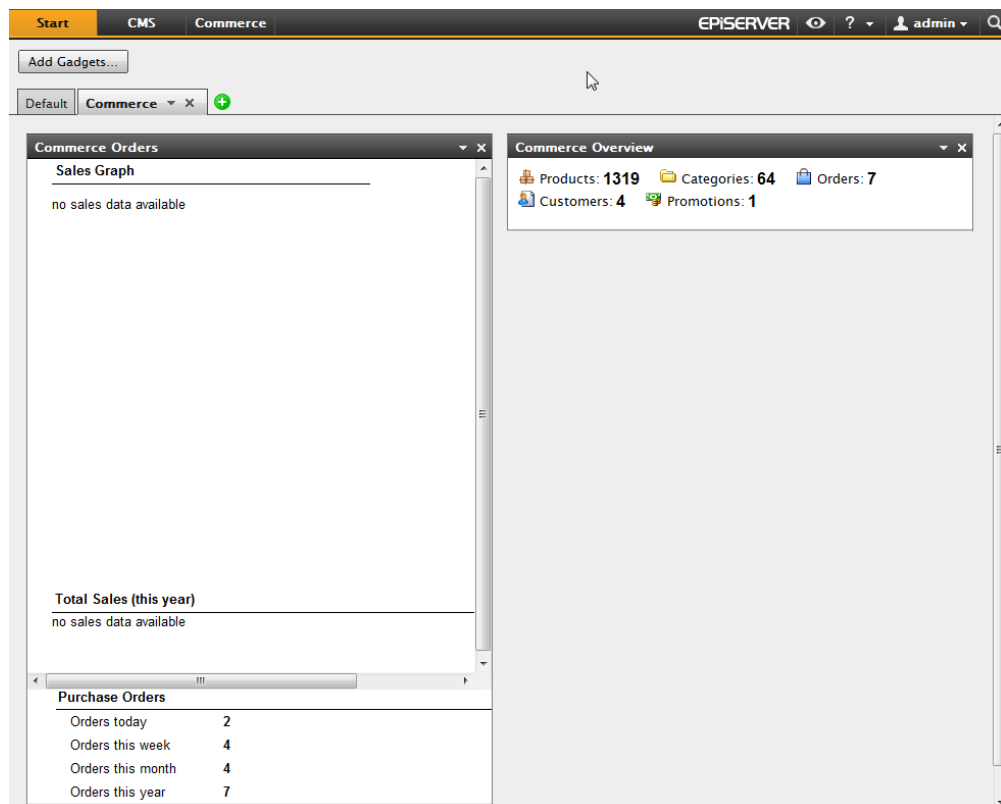 Start CMS Commerce EPiSERVER ? admin
Add Gadgets...
Default Commerce
Commerce Orders
Sales Graph
no sales data available
Total Sales (this year)
no sales data available
Purchase Orders
Orders today 2
Orders this week 4
Orders this month 4
Orders this year 7
Commerce Overview
Products: 1319 Categories: 64 Orders: 7
Customers: 4 Promotions: 1